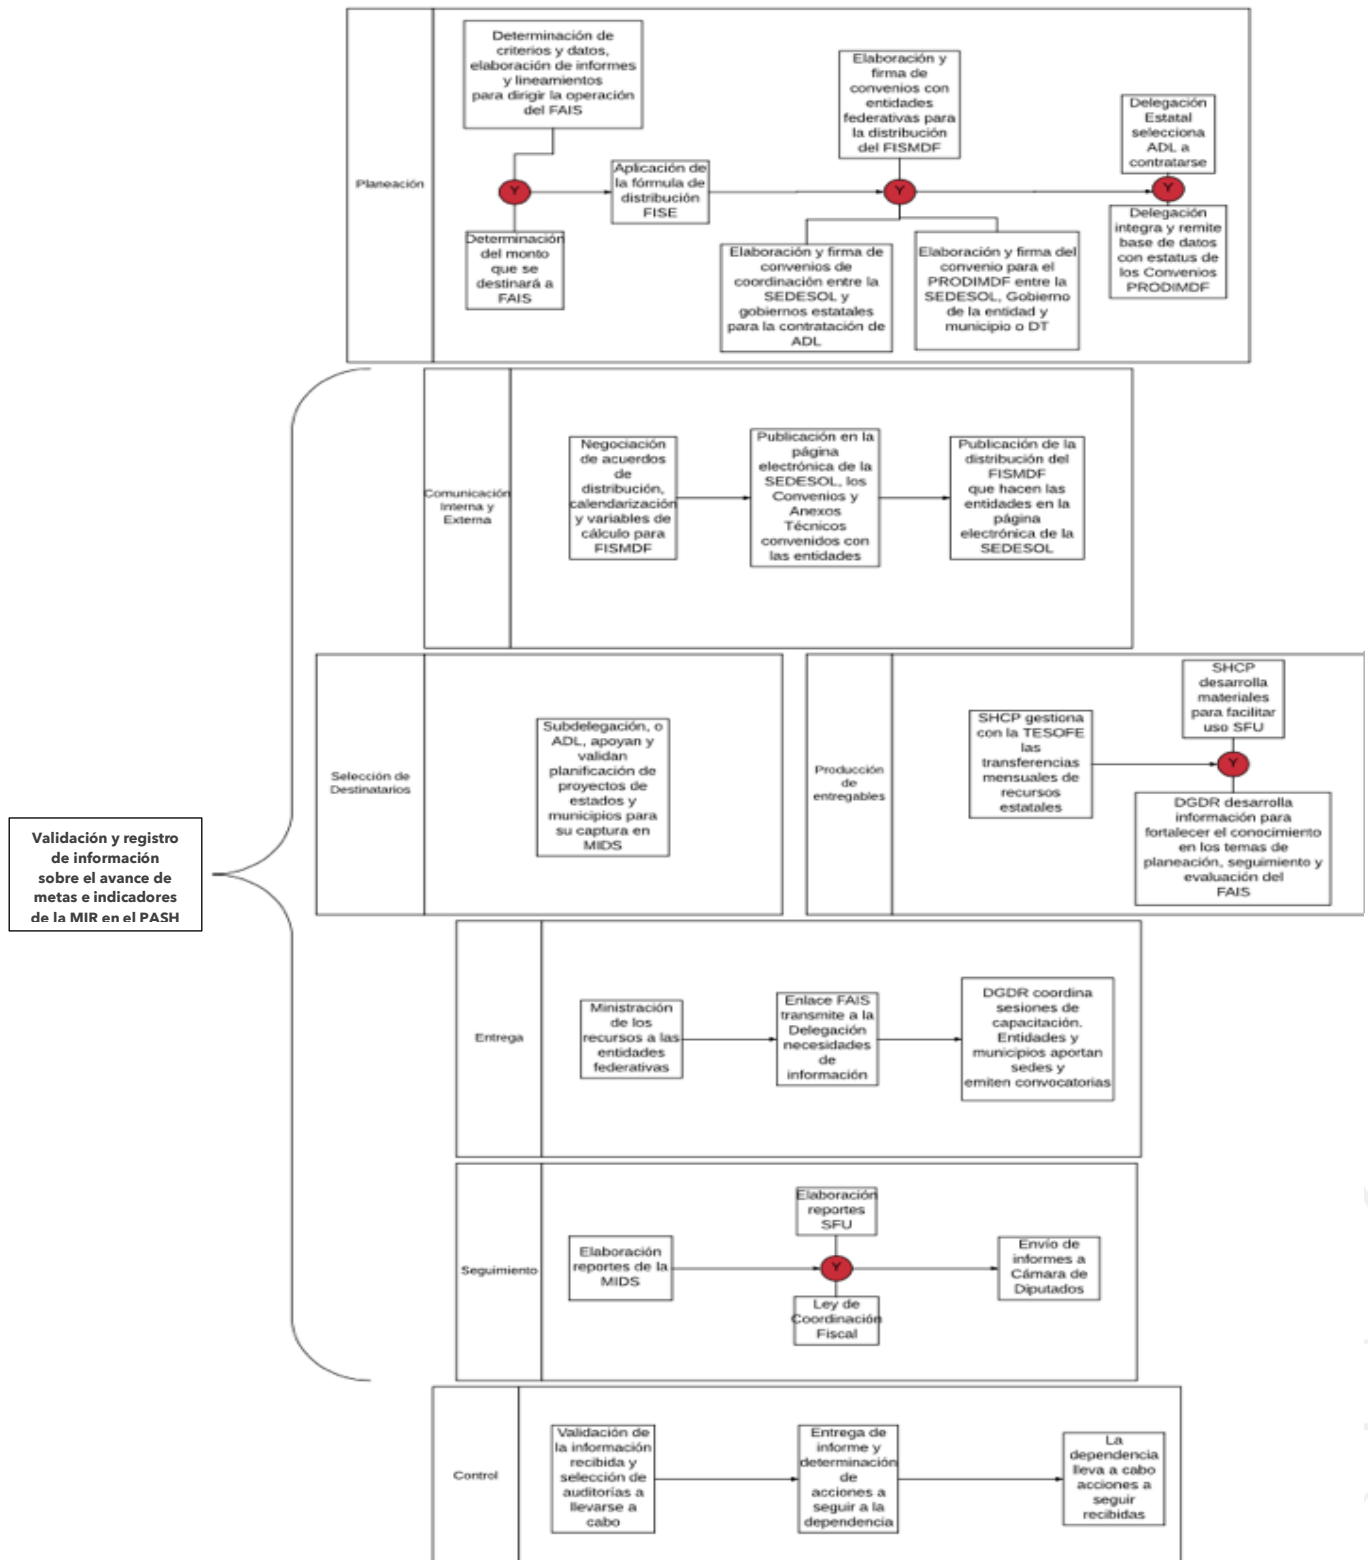 Planeación
Determinación de
criterios y datos,
elaboración de informes
y lineamientos
para dirigir la operación
del FAIS
Y
Determinación
del monto
que se
destinará a
FAIS
Aplicación de
la fórmula de
distribución
FISE
Elaboración y
firma de
convenios con
entidades
federativas para
la distribución
del FISMDF
Y
Elaboración y firma de
convenios de
coordinación entre la
SEDESOL y
gobiernos estatales
para la contratación de
ADL
Elaboración y firma del
convenio para el
PRODIMDF entre la
SEDESOL, Gobierno
de la entidad y
municipio o DT
Delegación
Estatal
selecciona
ADL a
contratarse
Y
Delegación
integra y remite
base de datos
con estatus de
los Convenios
PRODIMDF
Comunicación
Interna y
Externa
Negociación
de acuerdos
de
distribución,
calendarización
y variables de
cálculo para
FISMDF
Publicación en la
página
electrónica de la
SEDESOL, los
Convenios y
Anexos
Técnicos
convenidos con
las entidades
Publicación de la
distribución del
FISMDF
que hacen las
entidades en la
página
electrónica de la
SEDESOL
Validación y registro
de información
sobre el avance de
metas e indicadores
de la MIR en el PASH
Selección de
Destinatarios
Subdelegación, o
ADL, apoyan y
validan
planificación de
proyectos de
estados y
municipios para
su captura en
MIDS
Producción
de
entregables
SHCP gestiona
con la TESOFE
las
transferencias
mensuales de
recursos
estatales
SHCP
desarrolla
materiales
para facilitar
uso SFU
Y
DGDR desarrolla
información para
fortalecer el conocimiento
en los temas de
planeación, seguimiento y
evaluación del
FAIS
Entrega
Ministración
de los
recursos a las
entidades
federativas
Enlace FAIS
transmite a la
Delegación
necesidades
de
información
DGDR coordina
sesiones de
capacitación.
Entidades y
municipios aportan
sedes y
emiten convocatorias
Seguimiento
Elaboración
reportes de la
MIDS
Elaboración
reportes
SFU
Y
Ley de
Coordinación
Fiscal
Envío de
informes a
Cámara de
Diputados
Control
Validación de
la información
recibida y
selección de
auditorías a
llevarse a
cabo
Entrega de
informe y
determinación
de
acciones a
seguir a la
dependencia
La
dependencia
lleva a cabo
acciones a
seguir
recibidas